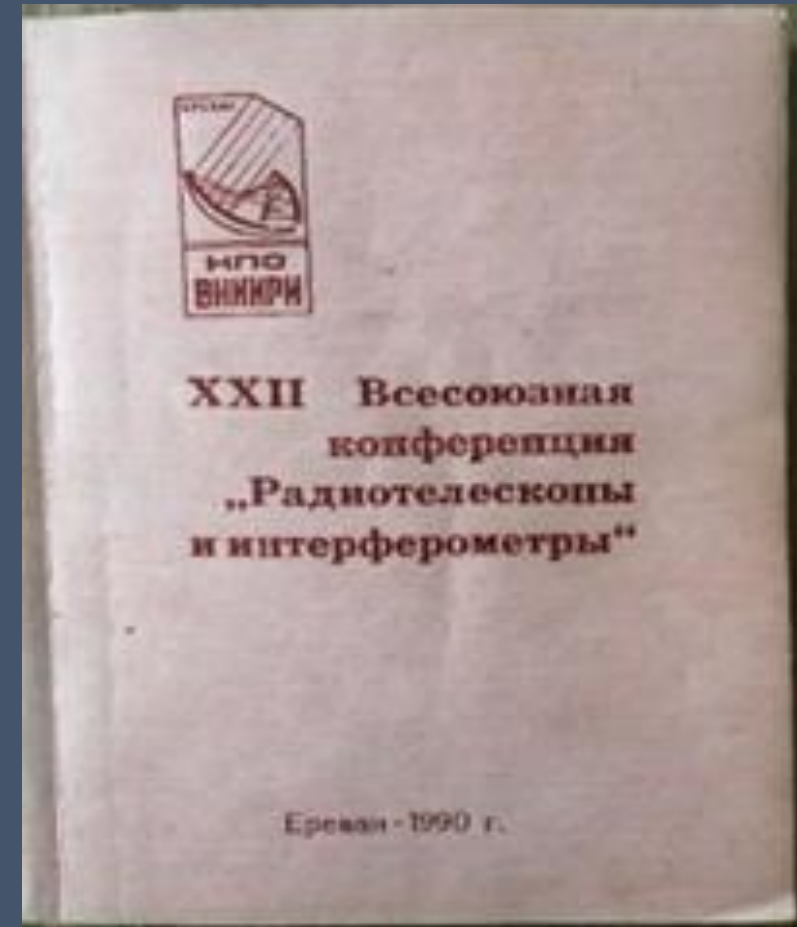 НПО
ВНИИРИ
XXII Всесоюзная
конференция
„Радиотелескопы
и интерферометры“
Ереван - 1990 г.